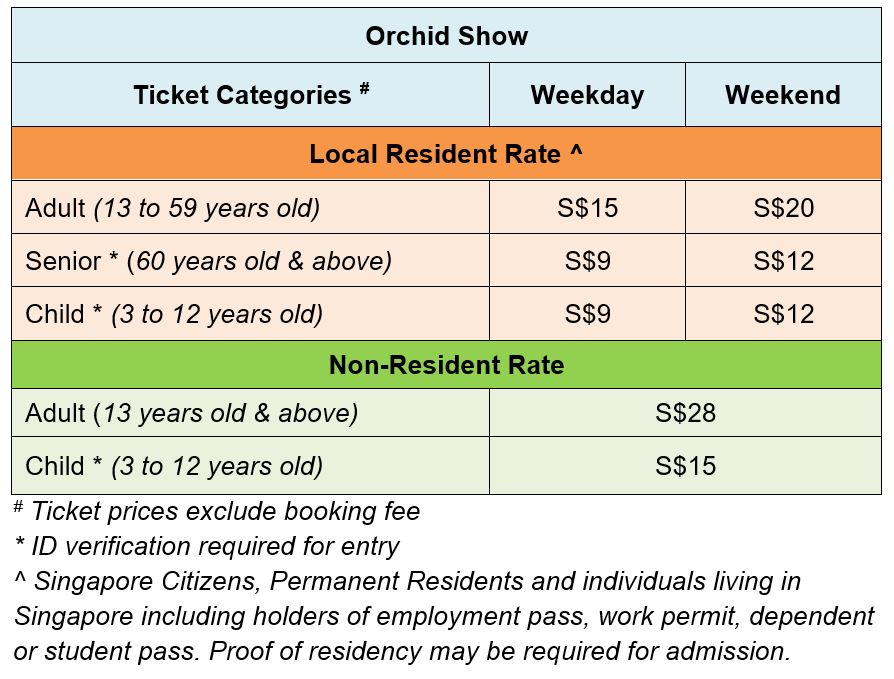 Orchid Show
Ticket Categories # Weekday Weekend
Local Resident Rate ^
Adult (13 to 59 years old) S$15 S$20
Senior * (60 years old & above) S$9 S$12
Child * (3 to 12 years old) S$9 S$12
Non-Resident Rate
Adult (13 years old & above) S$28
Child * (3 to 12 years old) S$15
# Ticket prices exclude booking fee
* ID verification required for entry
^ Singapore Citizens, Permanent Residents and individuals living in
Singapore including holders of employment pass, work permit, dependent
or student pass. Proof of residency may be required for admission.